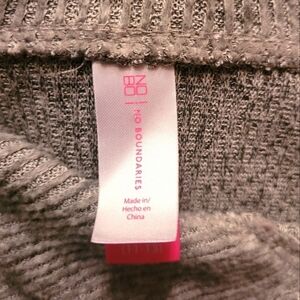 NO
BO
NO BOUNDARIES
Made in/
Hecho en
China